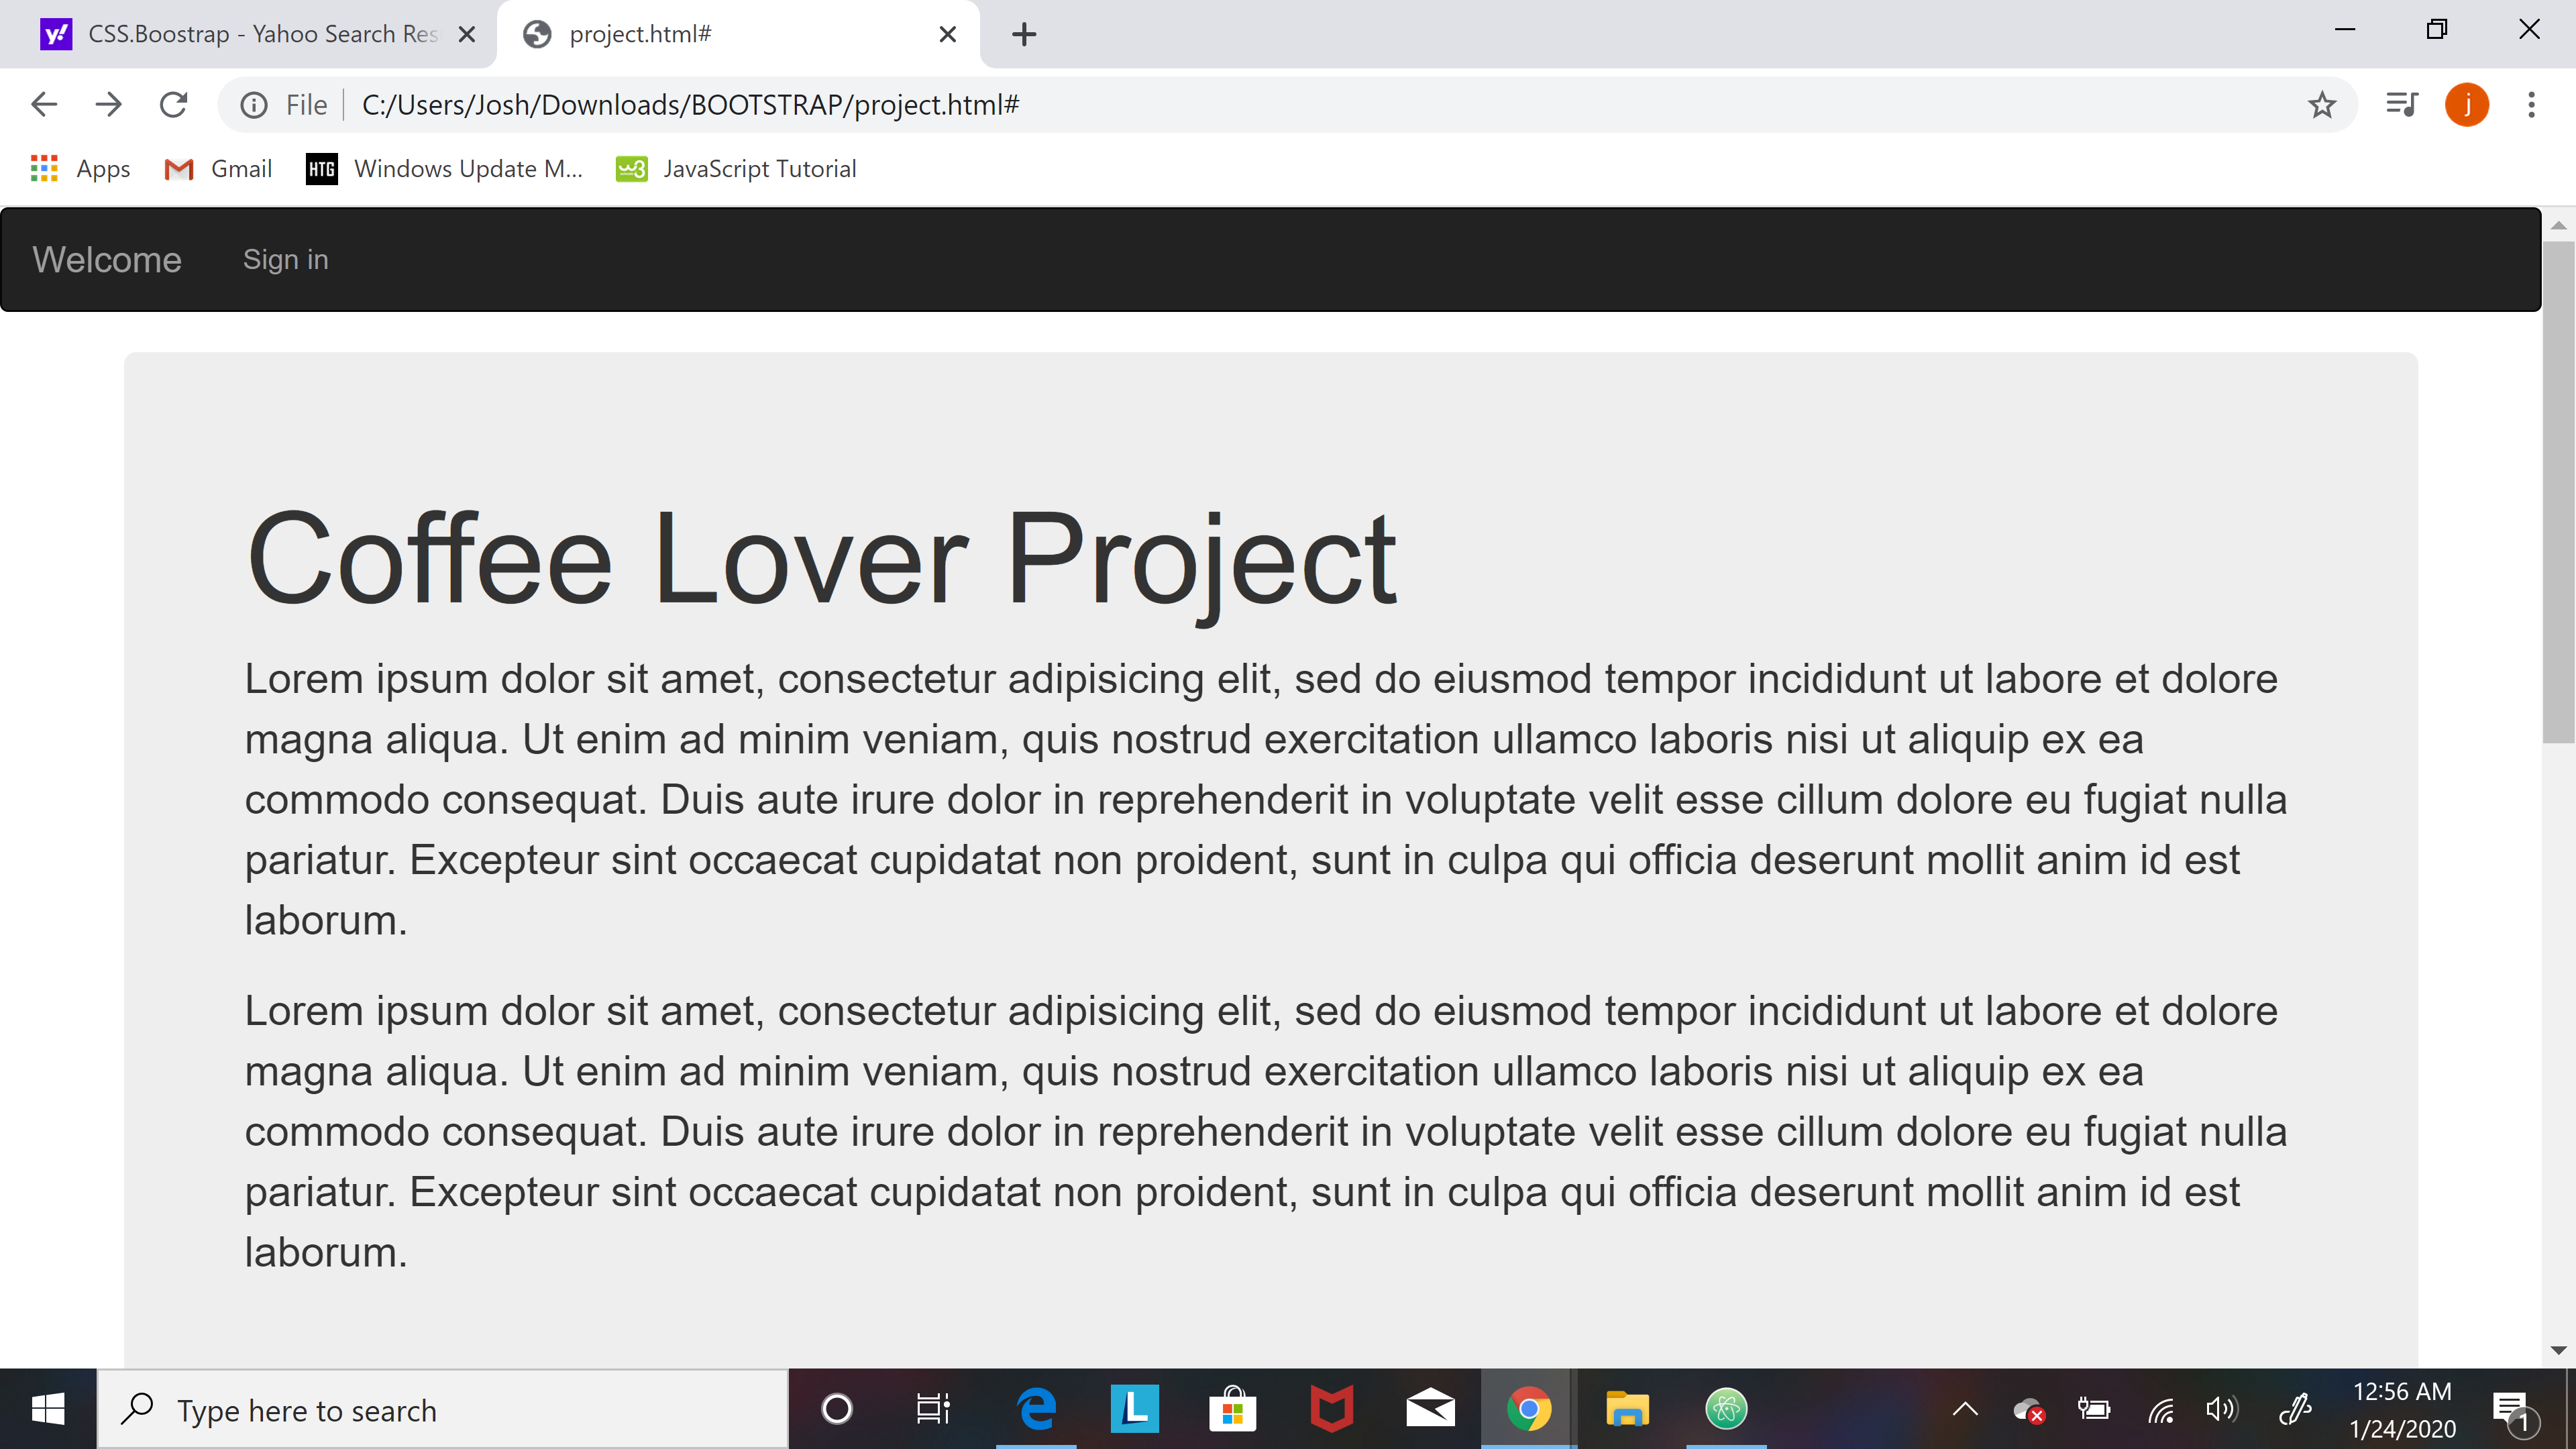 CSS.Boostrap - Yahoo Search Res
project.html#
File
C:/Users/Josh/Downloads/BOOTSTRAP/project.html#
j
Apps
Gmail
HTG
Windows Update M...
w3
JavaScript Tutorial
Welcome
Sign in
Coffee Lover Project
Lorem ipsum dolor sit amet, consectetur adipisicing elit, sed do eiusmod tempor incididunt ut labore et dolore
magna aliqua. Ut enim ad minim veniam, quis nostrud exercitation ullamco laboris nisi ut aliquip ex ea
commodo consequat. Duis aute irure dolor in reprehenderit in voluptate velit esse cillum dolore eu fugiat nulla
pariatur. Excepteur sint occaecat cupidatat non proident, sunt in culpa qui officia deserunt mollit anim id est
laborum.
Lorem ipsum dolor sit amet, consectetur adipisicing elit, sed do eiusmod tempor incididunt ut labore et dolore
magna aliqua. Ut enim ad minim veniam, quis nostrud exercitation ullamco laboris nisi ut aliquip ex ea
commodo consequat. Duis aute irure dolor in reprehenderit in voluptate velit esse cillum dolore eu fugiat nulla
pariatur. Excepteur sint occaecat cupidatat non proident, sunt in culpa qui officia deserunt mollit anim id est
laborum.
Type here to search
L
12:56 AM
1/24/2020
1